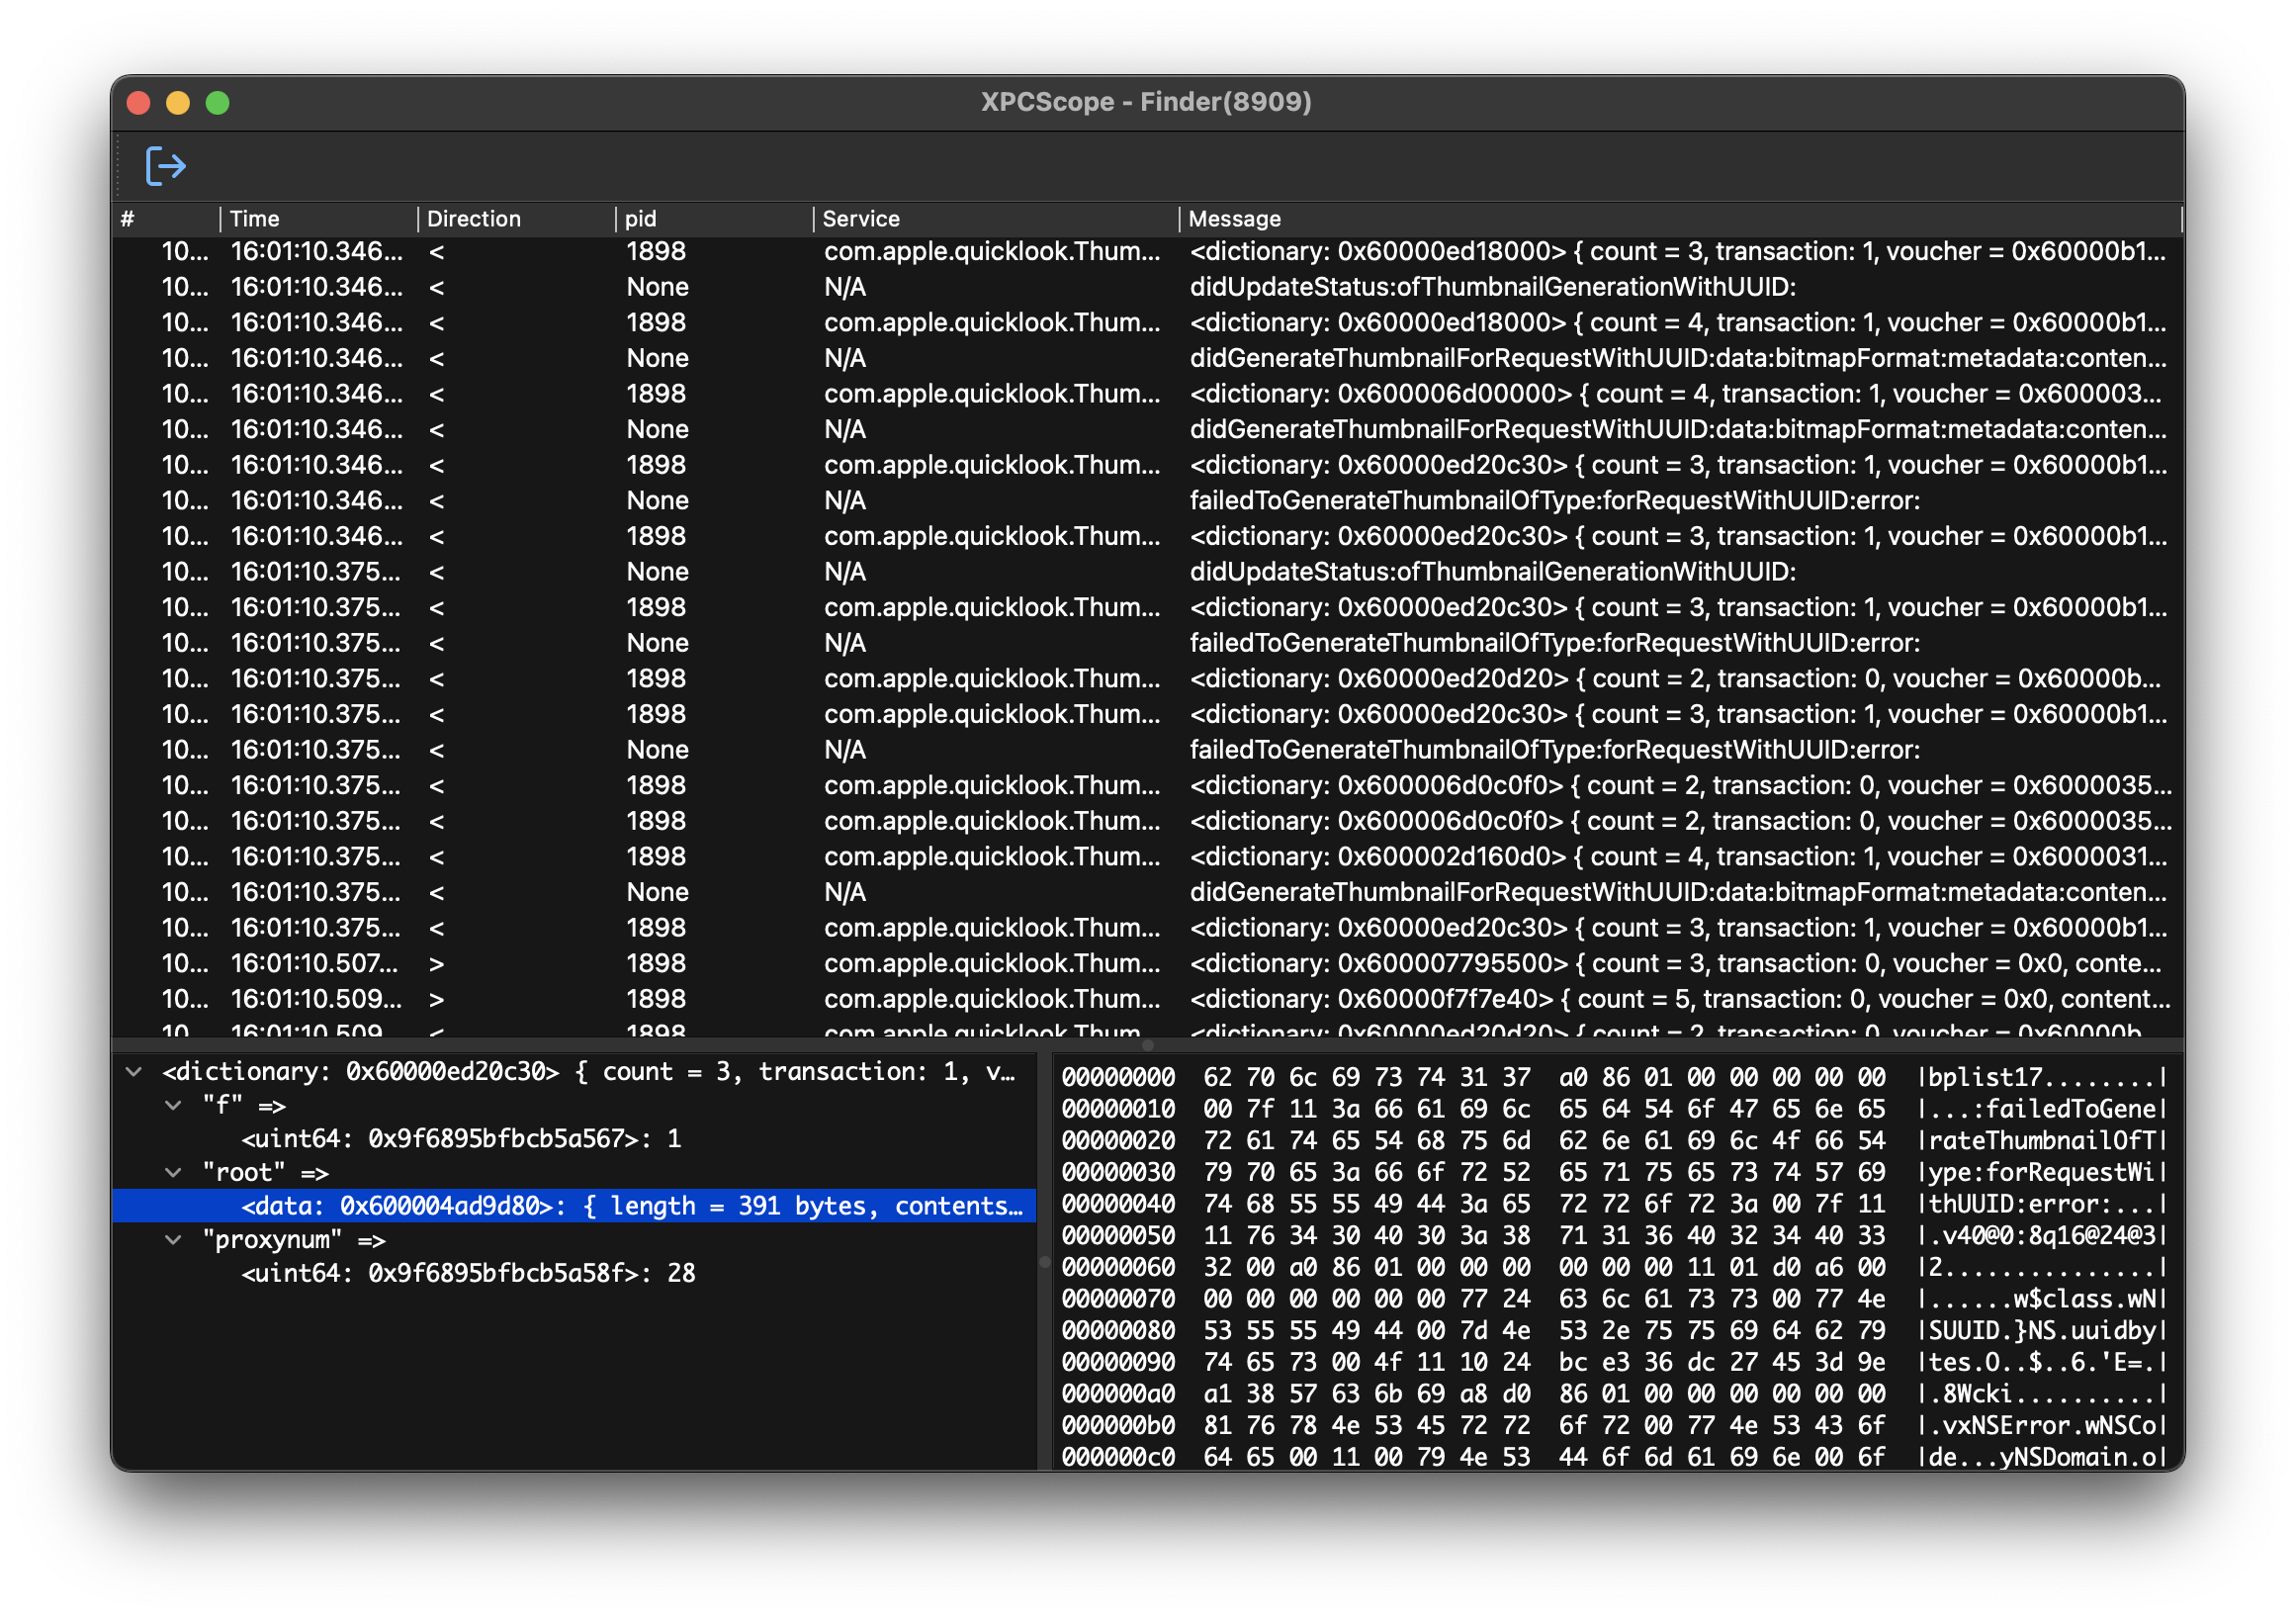 XPCScope - Finder(8909)
# Time Direction pid Service Message
10... 16:01:10.346... < 1898 com.apple.quicklook.Thum... <dictionary: 0x60000ed18000> { count = 3, transaction: 1, voucher = 0x60000b1...
10... 16:01:10.346... < None N/A didUpdateStatus:ofThumbnailGenerationWithUUID:
10... 16:01:10.346... < 1898 com.apple.quicklook.Thum... <dictionary: 0x60000ed18000> { count = 4, transaction: 1, voucher = 0x60000b1...
10... 16:01:10.346... < None N/A didGenerateThumbnailForRequestWithUUID:data:bitmapFormat:metadata:conten...
10... 16:01:10.346... < 1898 com.apple.quicklook.Thum... <dictionary: 0x600006d00000> { count = 4, transaction: 1, voucher = 0x600003...
10... 16:01:10.346... < None N/A didGenerateThumbnailForRequestWithUUID:data:bitmapFormat:metadata:conten...
10... 16:01:10.346... < 1898 com.apple.quicklook.Thum... <dictionary: 0x60000ed20c30> { count = 3, transaction: 1, voucher = 0x60000b1...
10... 16:01:10.346... < None N/A failedToGenerateThumbnailOfType:forRequestWithUUID:error:
10... 16:01:10.346... < 1898 com.apple.quicklook.Thum... <dictionary: 0x60000ed20c30> { count = 3, transaction: 1, voucher = 0x60000b1...
10... 16:01:10.375... < None N/A didUpdateStatus:ofThumbnailGenerationWithUUID:
10... 16:01:10.375... < 1898 com.apple.quicklook.Thum... <dictionary: 0x60000ed20c30> { count = 3, transaction: 1, voucher = 0x60000b1...
10... 16:01:10.375... < None N/A failedToGenerateThumbnailOfType:forRequestWithUUID:error:
10... 16:01:10.375... < 1898 com.apple.quicklook.Thum... <dictionary: 0x60000ed20d20> { count = 2, transaction: 0, voucher = 0x60000b...
10... 16:01:10.375... < 1898 com.apple.quicklook.Thum... <dictionary: 0x60000ed20c30> { count = 3, transaction: 1, voucher = 0x60000b1...
10... 16:01:10.375... < None N/A failedToGenerateThumbnailOfType:forRequestWithUUID:error:
10... 16:01:10.375... < 1898 com.apple.quicklook.Thum... <dictionary: 0x600006d0c0f0> { count = 2, transaction: 0, voucher = 0x6000035...
10... 16:01:10.375... < 1898 com.apple.quicklook.Thum... <dictionary: 0x600006d0c0f0> { count = 2, transaction: 0, voucher = 0x6000035...
10... 16:01:10.375... < 1898 com.apple.quicklook.Thum... <dictionary: 0x600002d160d0> { count = 4, transaction: 1, voucher = 0x6000031...
10... 16:01:10.375... < None N/A didGenerateThumbnailForRequestWithUUID:data:bitmapFormat:metadata:conten...
10... 16:01:10.375... < 1898 com.apple.quicklook.Thum... <dictionary: 0x60000ed20c30> { count = 3, transaction: 1, voucher = 0x60000b1...
10... 16:01:10.507... > 1898 com.apple.quicklook.Thum... <dictionary: 0x600007795500> { count = 3, transaction: 0, voucher = 0x0, conte...
10... 16:01:10.509... > 1898 com.apple.quicklook.Thum... <dictionary: 0x60000f7f7e40> { count = 5, transaction: 0, voucher = 0x0, content...
10... 16:01:10.509... < 1898 com.apple.quicklook.Thum... <dictionary: 0x60000ed20d20> { count = 2, transaction: 0, voucher = 0x60000b...
<dictionary: 0x60000ed20c30> { count = 3, transaction: 1, v...
"f" =>
<uint64: 0x9f6895bfbcb5a567>: 1
"root" =>
<data: 0x600004ad9d80>: { length = 391 bytes, contents...
"proxynum" =>
<uint64: 0x9f6895bfbcb5a58f>: 28
00000000 62 70 6c 69 73 74 31 37 a0 86 01 00 00 00 00 00 |bplist17........|
00000010 00 7f 11 3a 66 61 69 6c 65 64 54 6f 47 65 6e 65 |...:failedToGene|
00000020 72 61 74 65 54 68 75 6d 62 6e 61 69 6c 4f 66 54 |rateThumbnailOfT|
00000030 79 70 65 3a 66 6f 72 52 65 71 75 65 73 74 57 69 |ype:forRequestWi|
00000040 74 68 55 55 49 44 3a 65 72 72 6f 72 3a 00 7f 11 |thUUID:error:...|
00000050 11 76 34 30 40 30 3a 38 71 31 36 40 32 34 40 33 |.v40@0:8q16@24@3|
00000060 32 00 a0 86 01 00 00 00 00 00 00 11 01 d0 a6 00 |2...............|
00000070 00 00 00 00 00 00 77 24 63 6c 61 73 73 00 77 4e |......w$class.wN|
00000080 53 55 55 49 44 00 7d 4e 53 2e 75 75 69 64 62 79 |SUUID.}NS.uuidby|
00000090 74 65 73 00 4f 11 10 24 bc e3 36 dc 27 45 3d 9e |tes.O..$..6.'E=.|
000000a0 a1 38 57 63 6b 69 a8 d0 86 01 00 00 00 00 00 00 |.8Wcki..........|
000000b0 81 76 78 4e 53 45 72 72 6f 72 00 77 4e 53 43 6f |.vxNSError.wNSCo|
000000c0 64 65 00 11 00 79 4e 53 44 6f 6d 61 69 6e 00 6f |de...yNSDomain.o|